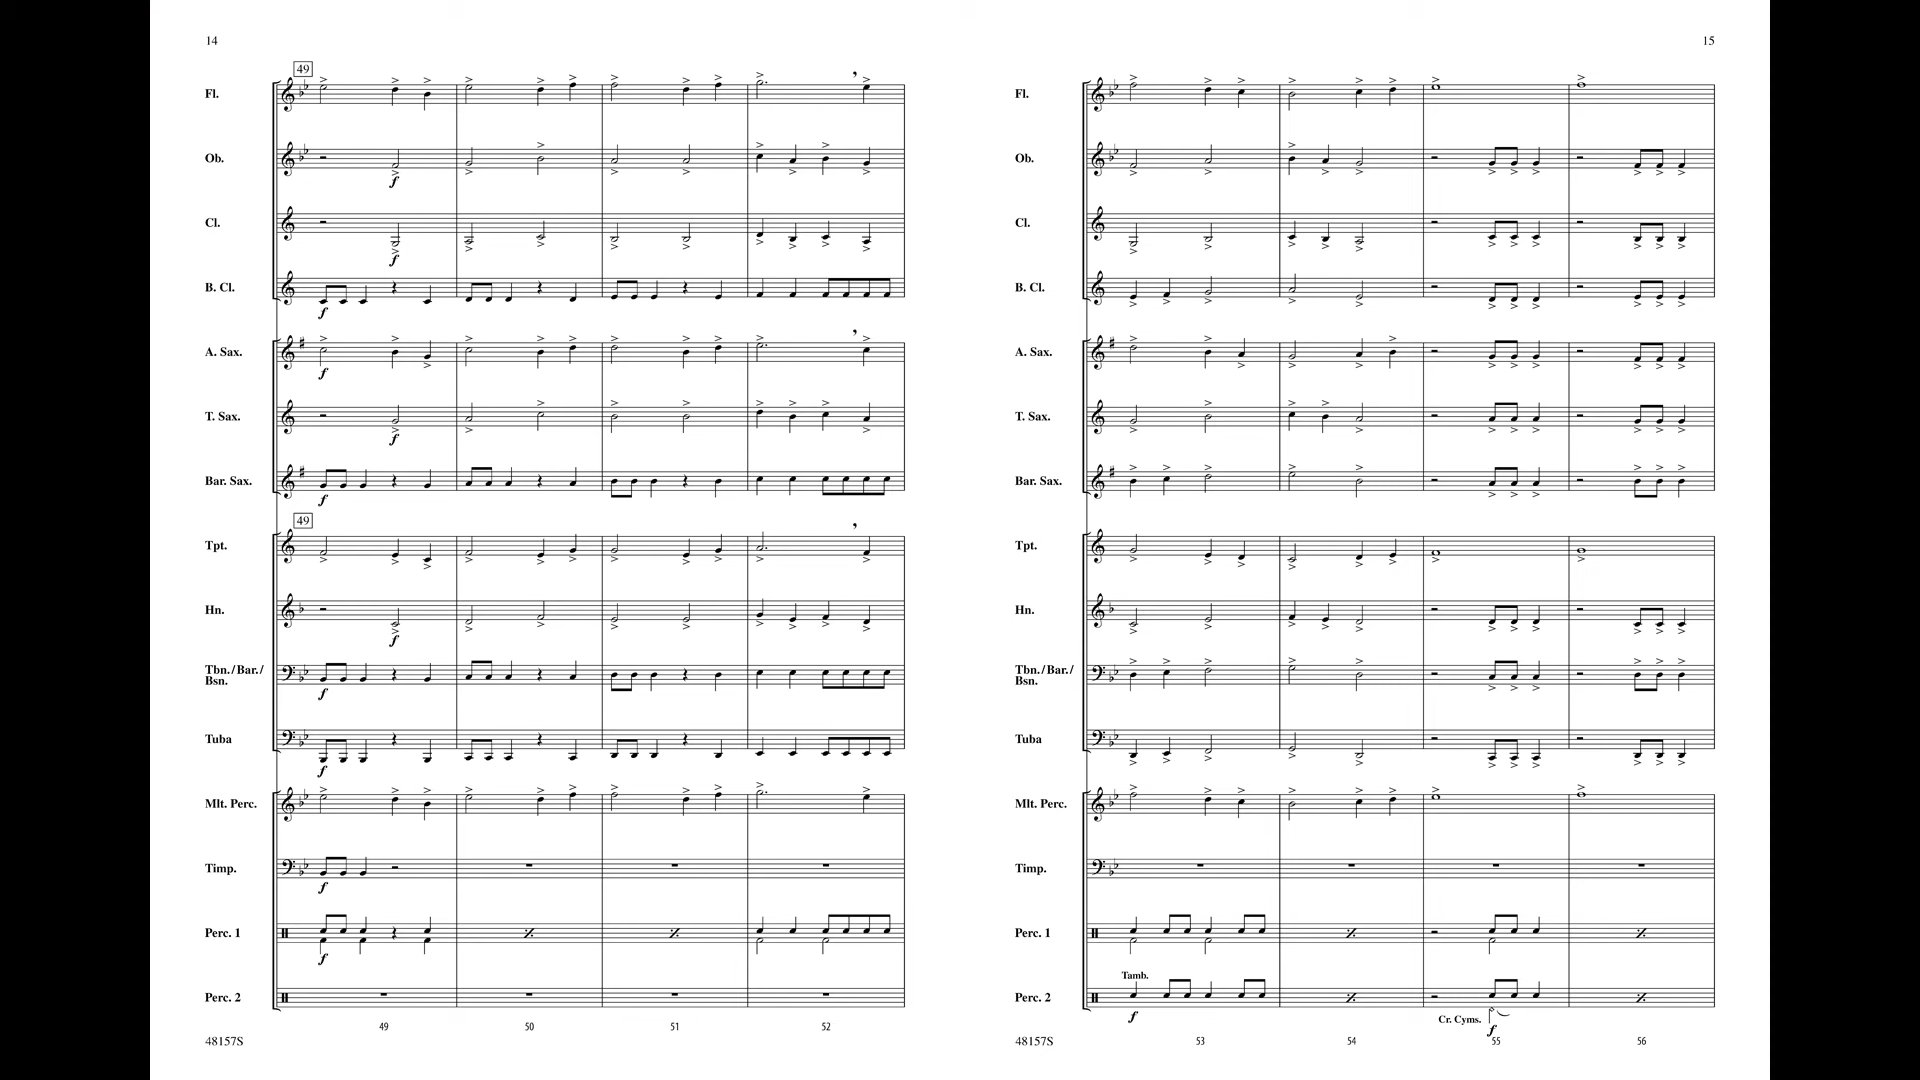 14
49
Fl.
Ob.
f
Cl.
f
B. Cl.
f
A. Sax.
f
T. Sax.
f
Bar. Sax.
f
49
Tpt.
Hn.
f
Tbn./Bar./
Bsn.
f
Tuba
f
Mlt. Perc.
Timp.
f
Perc. 1
f
Perc. 2
49 50 51 52
48157S
15
Fl.
Ob.
Cl.
B. Cl.
A. Sax.
T. Sax.
Bar. Sax.
Tpt.
Hn.
Tbn./Bar./
Bsn.
Tuba
Mlt. Perc.
Timp.
Perc. 1
Tamb.
Perc. 2
f
Cr. Cyms.
f
48157S 53 54 55 56